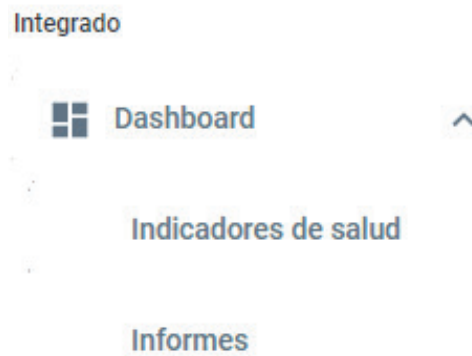 Integrado
Dashboard
Indicadores de salud
Informes